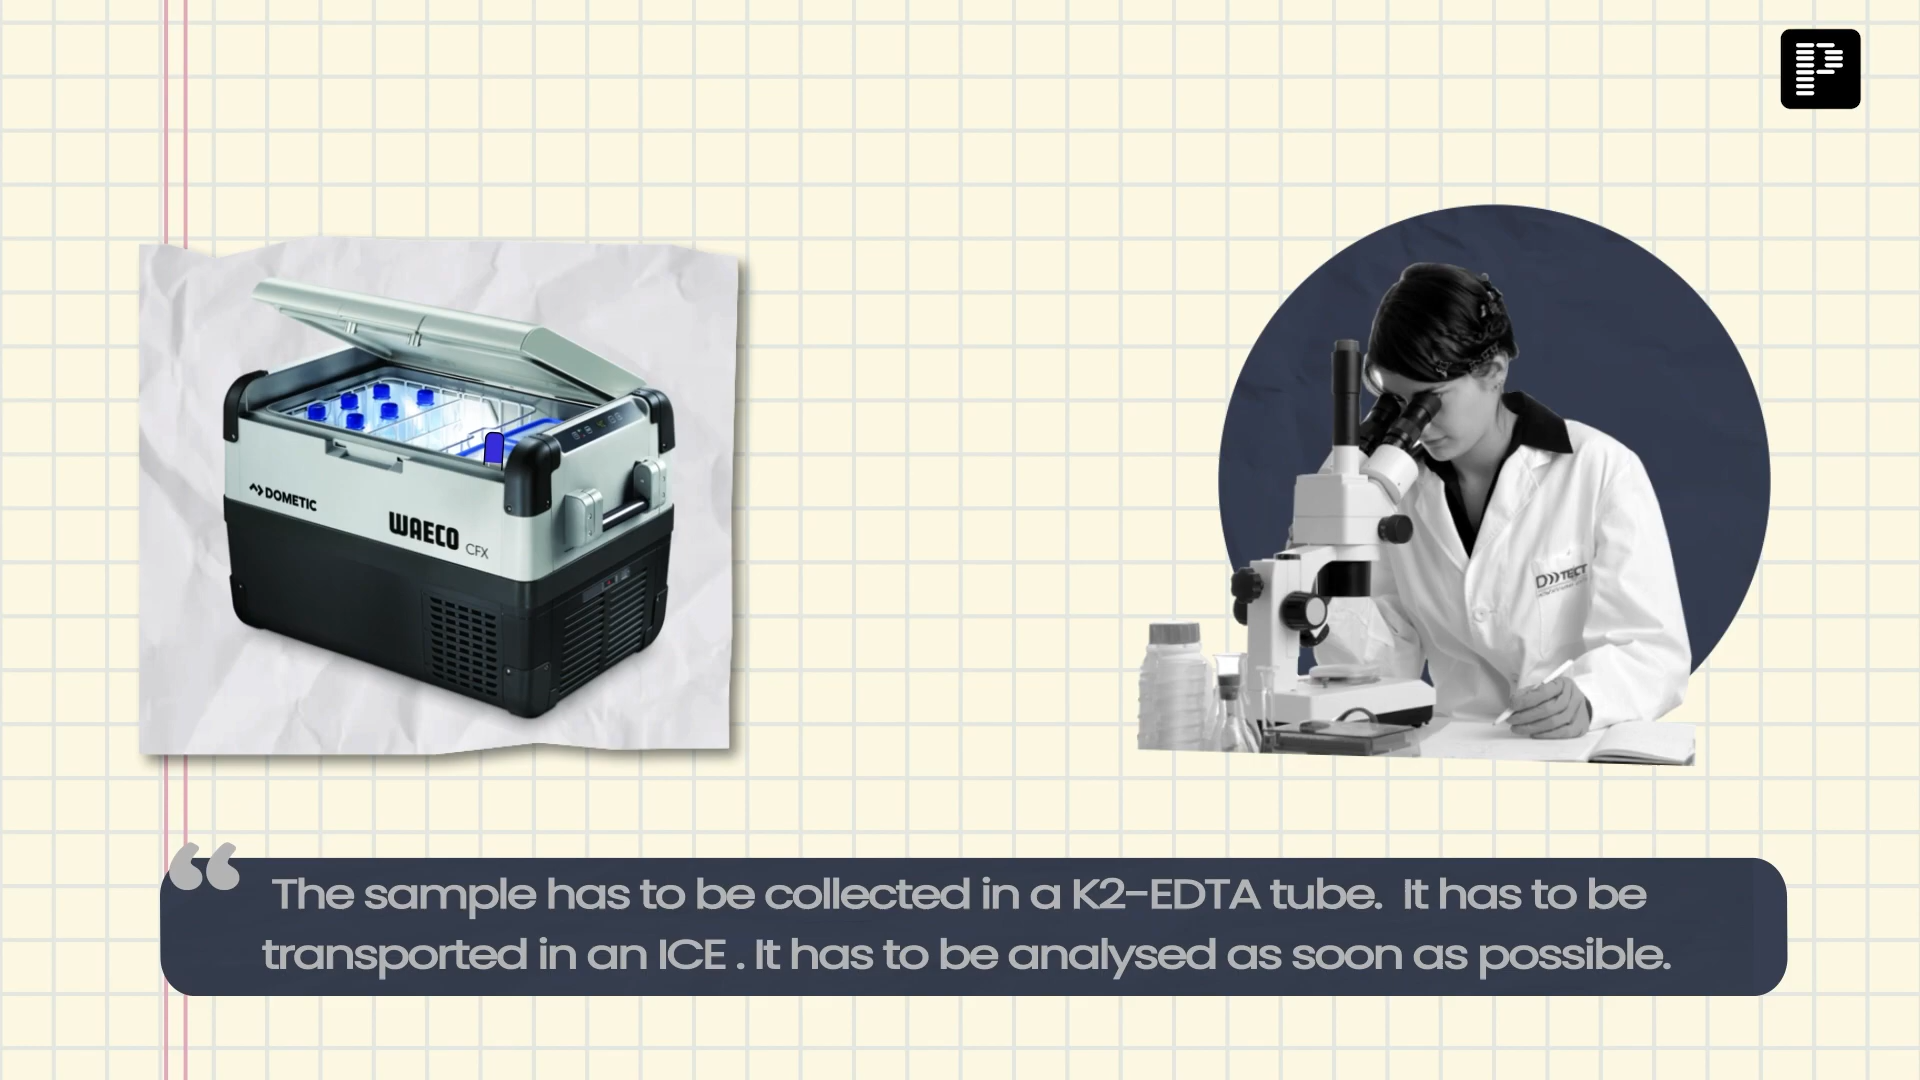 P
DOMETIC
WAECO CFX
D))TECT
“ The sample has to be collected in a K2-EDTA tube. It has to be
transported in an ICE . It has to be analysed as soon as possible.